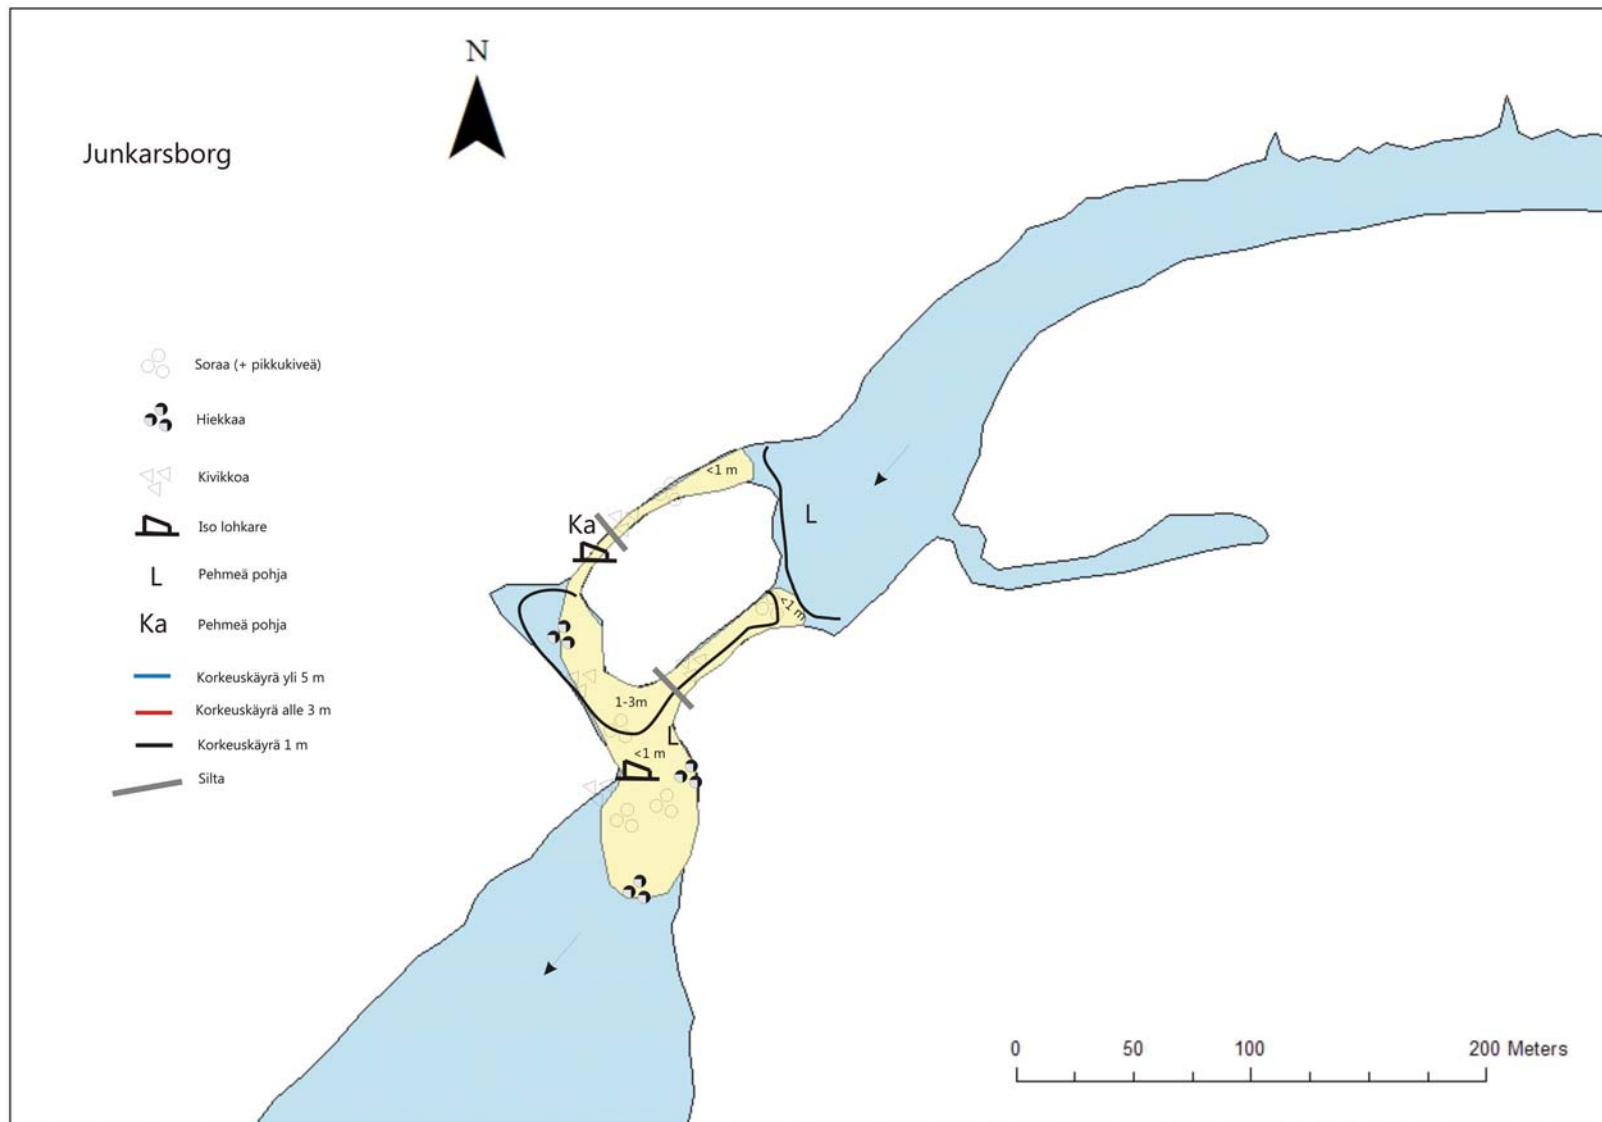 N
Junkarsborg
Soraa (+ pikkukiveä)
Hiekkaa
Kivikkoa
Iso lohkare
L Pehmeä pohja
Ka Pehmeä pohja
Korkeuskäyrä yli 5 m
Korkeuskäyrä alle 3 m
Korkeuskäyrä 1 m
Silta
<1 m
Ka
L
<1 m
1-3m
L
<1 m
0 50 100 200 Meters